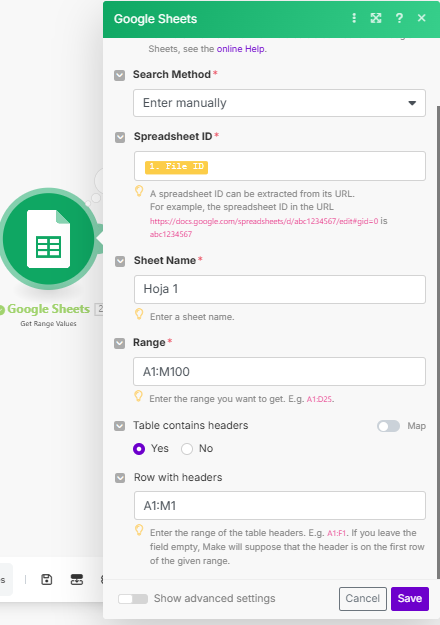 Google Sheets
Sheets, see the online Help.
Search Method*
Enter manually
Spreadsheet ID*
1. File ID
A spreadsheet ID can be extracted from its URL.
For example, the spreadsheet ID in the URL
https://docs.google.com/spreadsheets/d/abc1234567/edit#gid=0 is
abc1234567
Sheet Name*
Hoja 1
Enter a sheet name.
Range*
A1:M100
Enter the range you want to get. E.g. A1:D25.
Table contains headers
Map
Yes
No
Row with headers
A1:M1
Enter the range of the table headers. E.g. A1:F1. If you leave the
field empty, Make will suppose that the header is on the first row
of the given range.
Show advanced settings
Cancel
Save
Google Sheets
2
Get Range Values